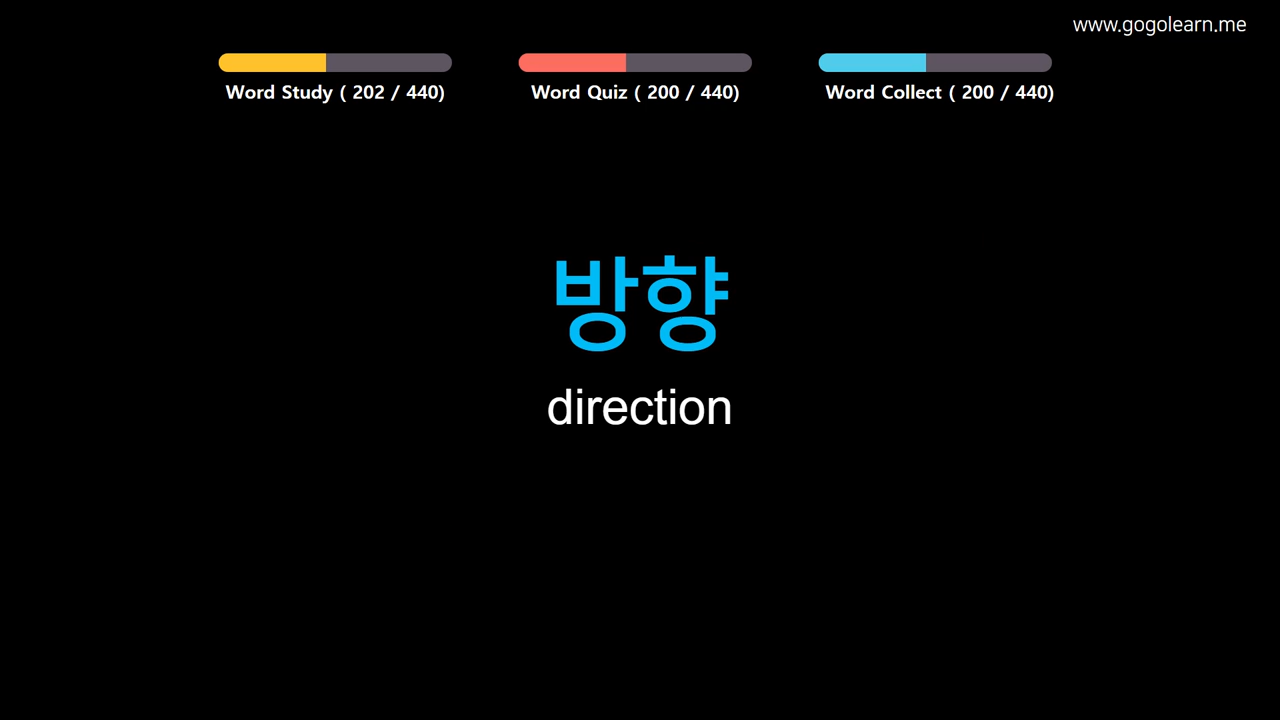 www.gogolearn.me
Word Study ( 202 / 440)
Word Quiz ( 200 / 440)
Word Collect ( 200 / 440)
방향
direction